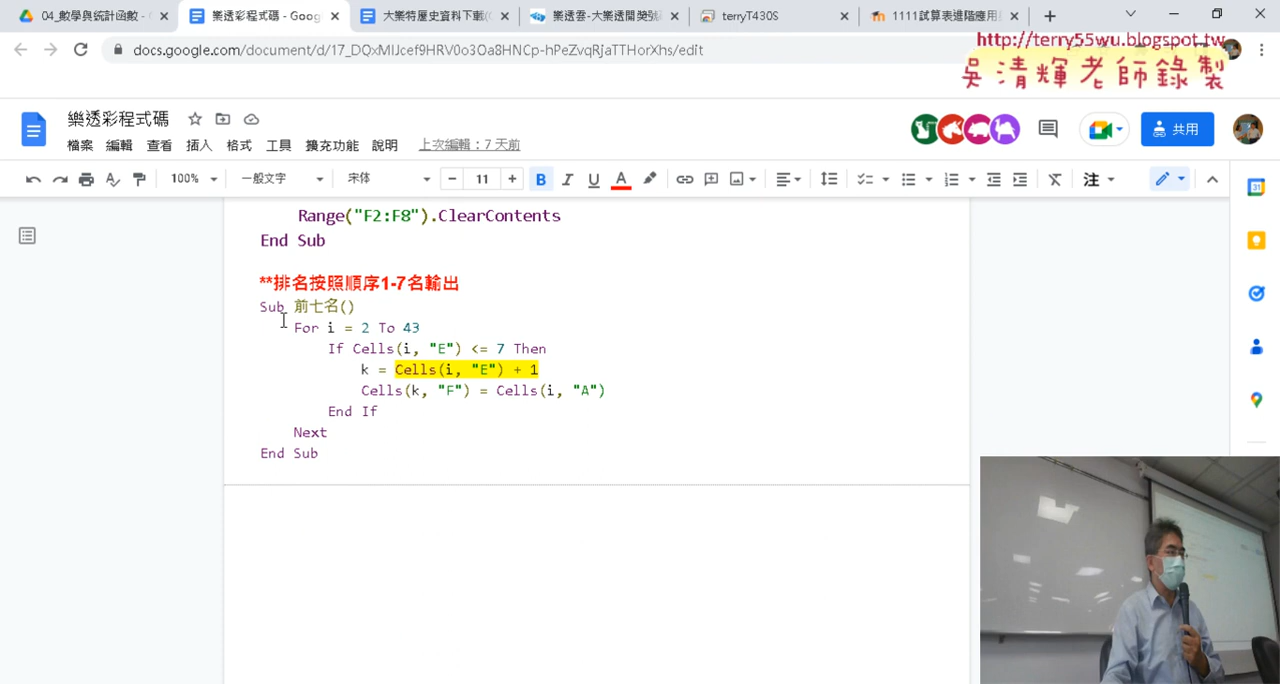 04_數學與統計函數 - G
樂透彩程式碼 - Goog
大樂特歷史資料下載(
樂透雲-大樂透開獎號
terryT430S
1111試算表進階應用
docs.google.com/document/d/17_DQxMIJcef9HRV0o3Oa8HNCp-hPeZvqRjaTTHorXhs/edit
http://terry55wu.blogspot.tw
吳清輝老師錄製
樂透彩程式碼
檔案 編輯 查看 插入 格式 工具 擴充功能 說明 上次編輯：7 天前
共用
100% 一般文字 宋体 11 B I U A 注
Range("F2:F8").ClearContents
End Sub
**排名按照順序1-7名輸出
Sub 前七名()
For i = 2 To 43
If Cells(i, "E") <= 7 Then
k = Cells(i, "E") + 1
Cells(k, "F") = Cells(i, "A")
End If
Next
End Sub
31